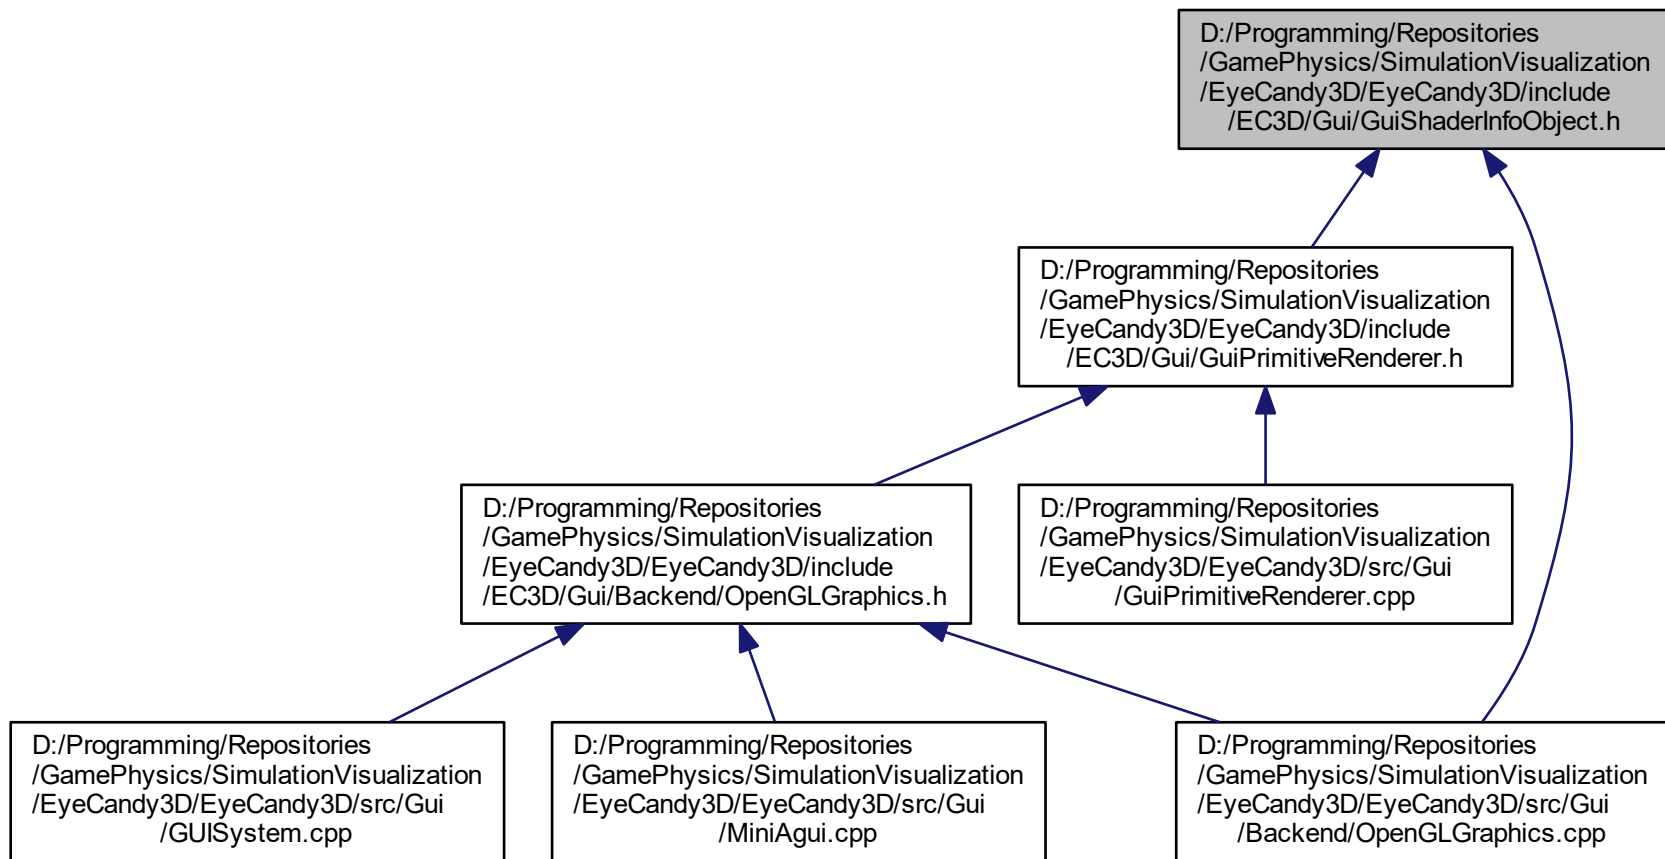 D:/Programming/Repositories
/GamePhysics/SimulationVisualization
/EyeCandy3D/EyeCandy3D/include
/EC3D/Gui/GuiShaderInfoObject.h
D:/Programming/Repositories
/GamePhysics/SimulationVisualization
/EyeCandy3D/EyeCandy3D/include
/EC3D/Gui/GuiPrimitiveRenderer.h
D:/Programming/Repositories
/GamePhysics/SimulationVisualization
/EyeCandy3D/EyeCandy3D/include
/EC3D/Gui/Backend/OpenGLGraphics.h
D:/Programming/Repositories
/GamePhysics/SimulationVisualization
/EyeCandy3D/EyeCandy3D/src/Gui
/GuiPrimitiveRenderer.cpp
D:/Programming/Repositories
/GamePhysics/SimulationVisualization
/EyeCandy3D/EyeCandy3D/src/Gui
/GUISystem.cpp
D:/Programming/Repositories
/GamePhysics/SimulationVisualization
/EyeCandy3D/EyeCandy3D/src/Gui
/MiniAgui.cpp
D:/Programming/Repositories
/GamePhysics/SimulationVisualization
/EyeCandy3D/EyeCandy3D/src/Gui
/Backend/OpenGLGraphics.cpp